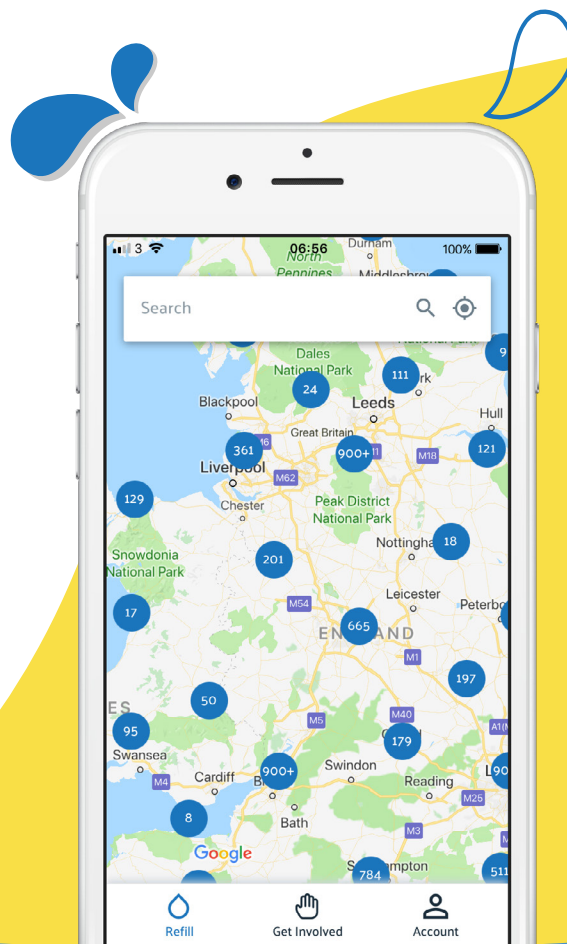 3
06:56
100%
Durham
North
Pennines
Search
Dales
National Park
111
24
Blackpool
Leeds
Hull
Great Britain
361
900+
M18
121
Liverpool
M62
129
Chester
Peak District
National Park
18
201
Snowdonia
National Park
Leicester
M54
17
665
ENGLAND
M1
197
50
M5
M40
95
179
Swansea
900+
Swindon
M4
Cardiff
Reading
M25
8
Bath
M3
Google
784
511
Refill
Get Involved
Account